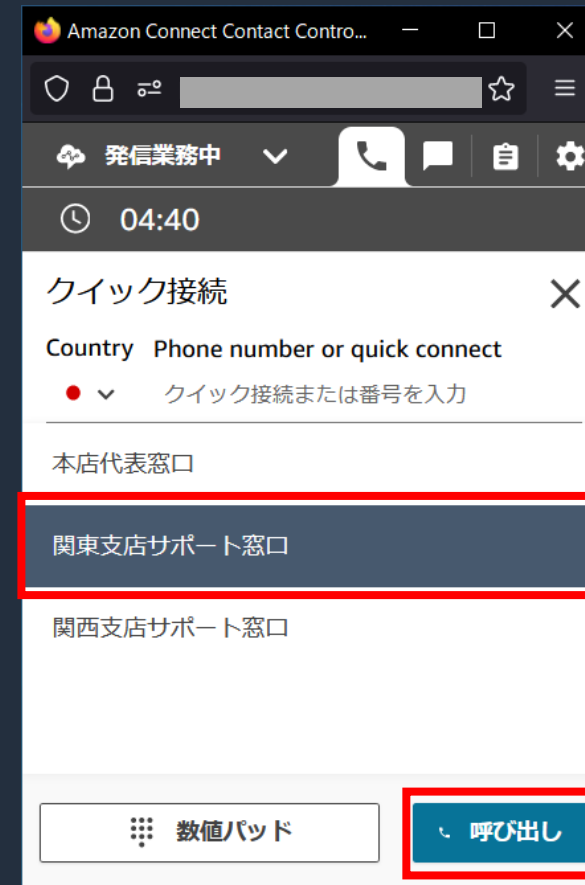 Amazon Connect Contact Contro...
発信業務中
04:40
クイック接続
Country Phone number or quick connect
クイック接続または番号を入力
本店代表窓口
関東支店サポート窓口
関西支店サポート窓口
数値パッド
呼び出し